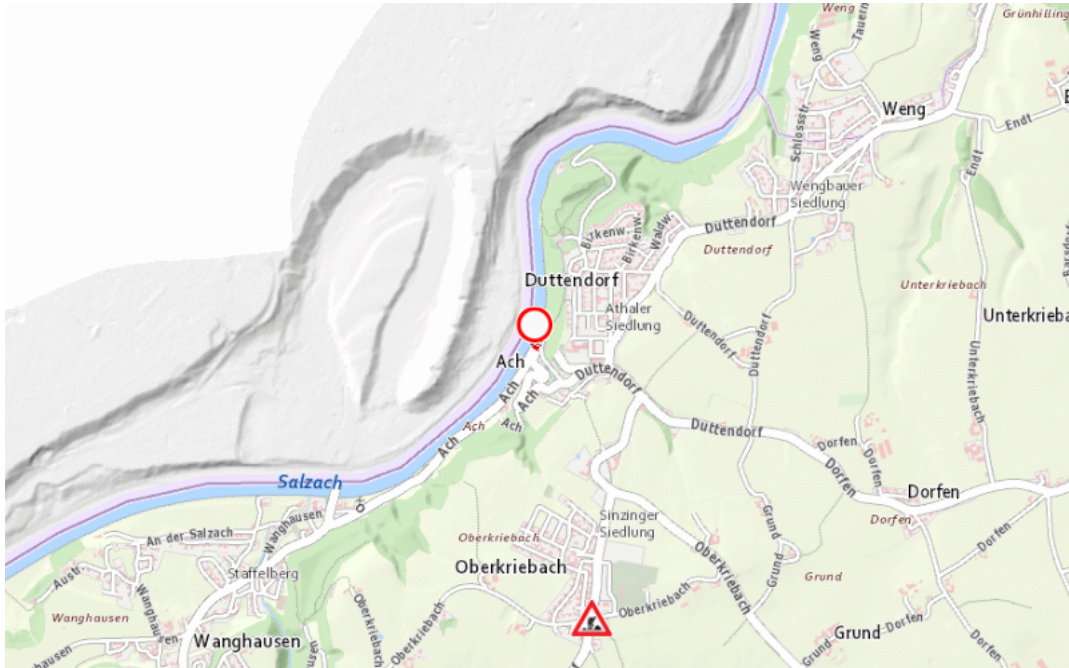 Weng
Grünhilling
Weng
Tauern
Weng
Endt
Schlossstr.
Endt
Wengbauer
Siedlung
Duttendorf
Birkenw.
Birkenw.
Waldw.
Duttendorf
Duttendorf
Unterkriebach
Athaler
Siedlung
Duttendorf
Duttendorf
Unterkrieba
Unterkriebach
Ach
Duttendorf
Ach
Ach
Ach
Ach
Ach
Duttendorf
Dorfen
Dorfen
Dorfen
Dorfen
Dorfen
Salzach
Wanghausen
An der Salzach
Sinzinger
Siedlung
Oberkriebach
Grund
Dorfen
Oberkriebach
Grund
Oberkriebach
Grund
Staffelberg
Austr.
Wanghausen
Wanghausen
Oberkriebach
Oberkriebach
Dorfen
Wanghausen
Grund
Dorfen